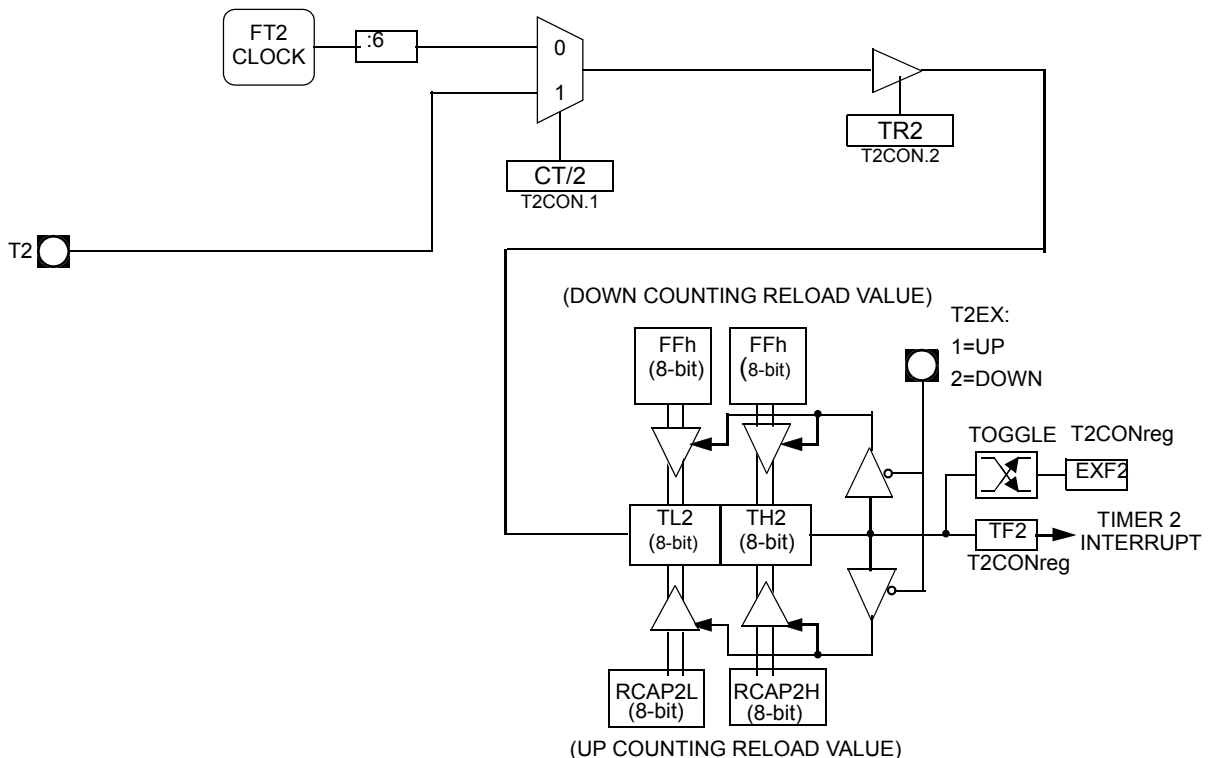 FT2
CLOCK
:6
0
1
TR2
T2CON.2
CT/2
T2CON.1
T2
(DOWN COUNTING RELOAD VALUE)
T2EX:
1=UP
2=DOWN
FFh
(8-bit)
FFh
(8-bit)
TOGGLE
T2CONreg
EXF2
TL2
(8-bit)
TH2
(8-bit)
TF2
T2CONreg
TIMER 2
INTERRUPT
RCAP2L
(8-bit)
RCAP2H
(8-bit)
(UP COUNTING RELOAD VALUE)